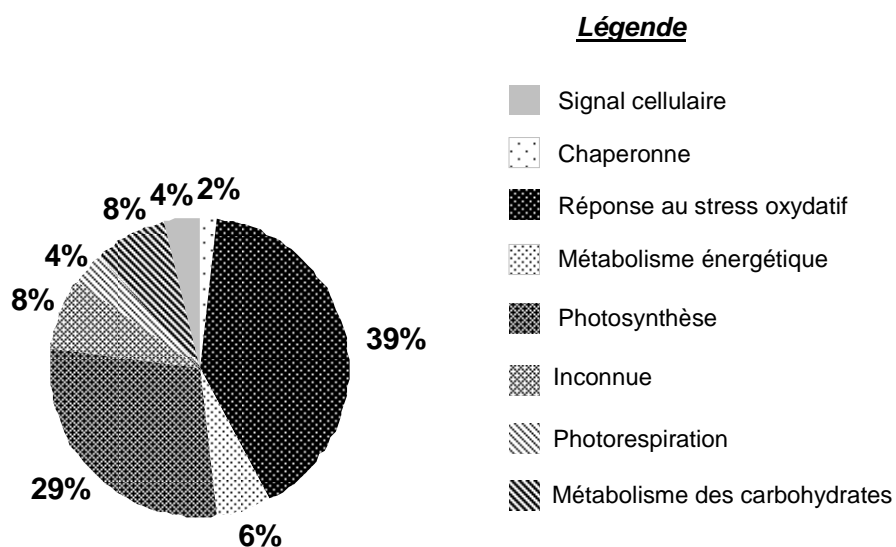 Légende
Signal cellulaire
Chaperonne
Réponse au stress oxydatif
Métabolisme énergétique
Photosynthèse
Inconnue
Photorespiration
Métabolisme des carbohydrates
2%
39%
6%
29%
8%
4%
8%
4%